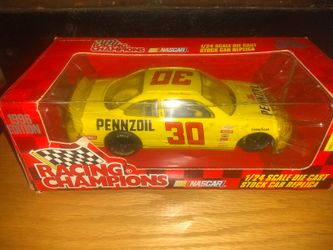 RACING CHAMPIONS
NASCAR
1/24 SCALE DIE CAST
STOCK CAR REPLICA
1996
EDITION
30
PENNZOIL
PENNZOIL
30
RACING
CHAMPIONS
NASCAR
1/24 SCALE DIE CAST
STOCK CAR REPLICA